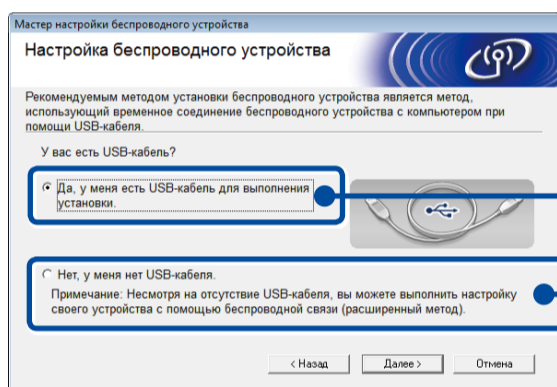 Мастер настройки беспроводного устройства
Настройка беспроводного устройства
Рекомендуемым методом установки беспроводного устройства является метод,
использующий временное соединение беспроводного устройства с компьютером при
помощи USB-кабеля.
У вас есть USB-кабель?
Да, у меня есть USB-кабель для выполнения
установки.
Нет, у меня нет USB-кабеля.
Примечание: Несмотря на отсутствие USB-кабеля, вы можете выполнить настройку
своего устройства с помощью беспроводной связи (расширенный метод).
< Назад Далее > Отмена